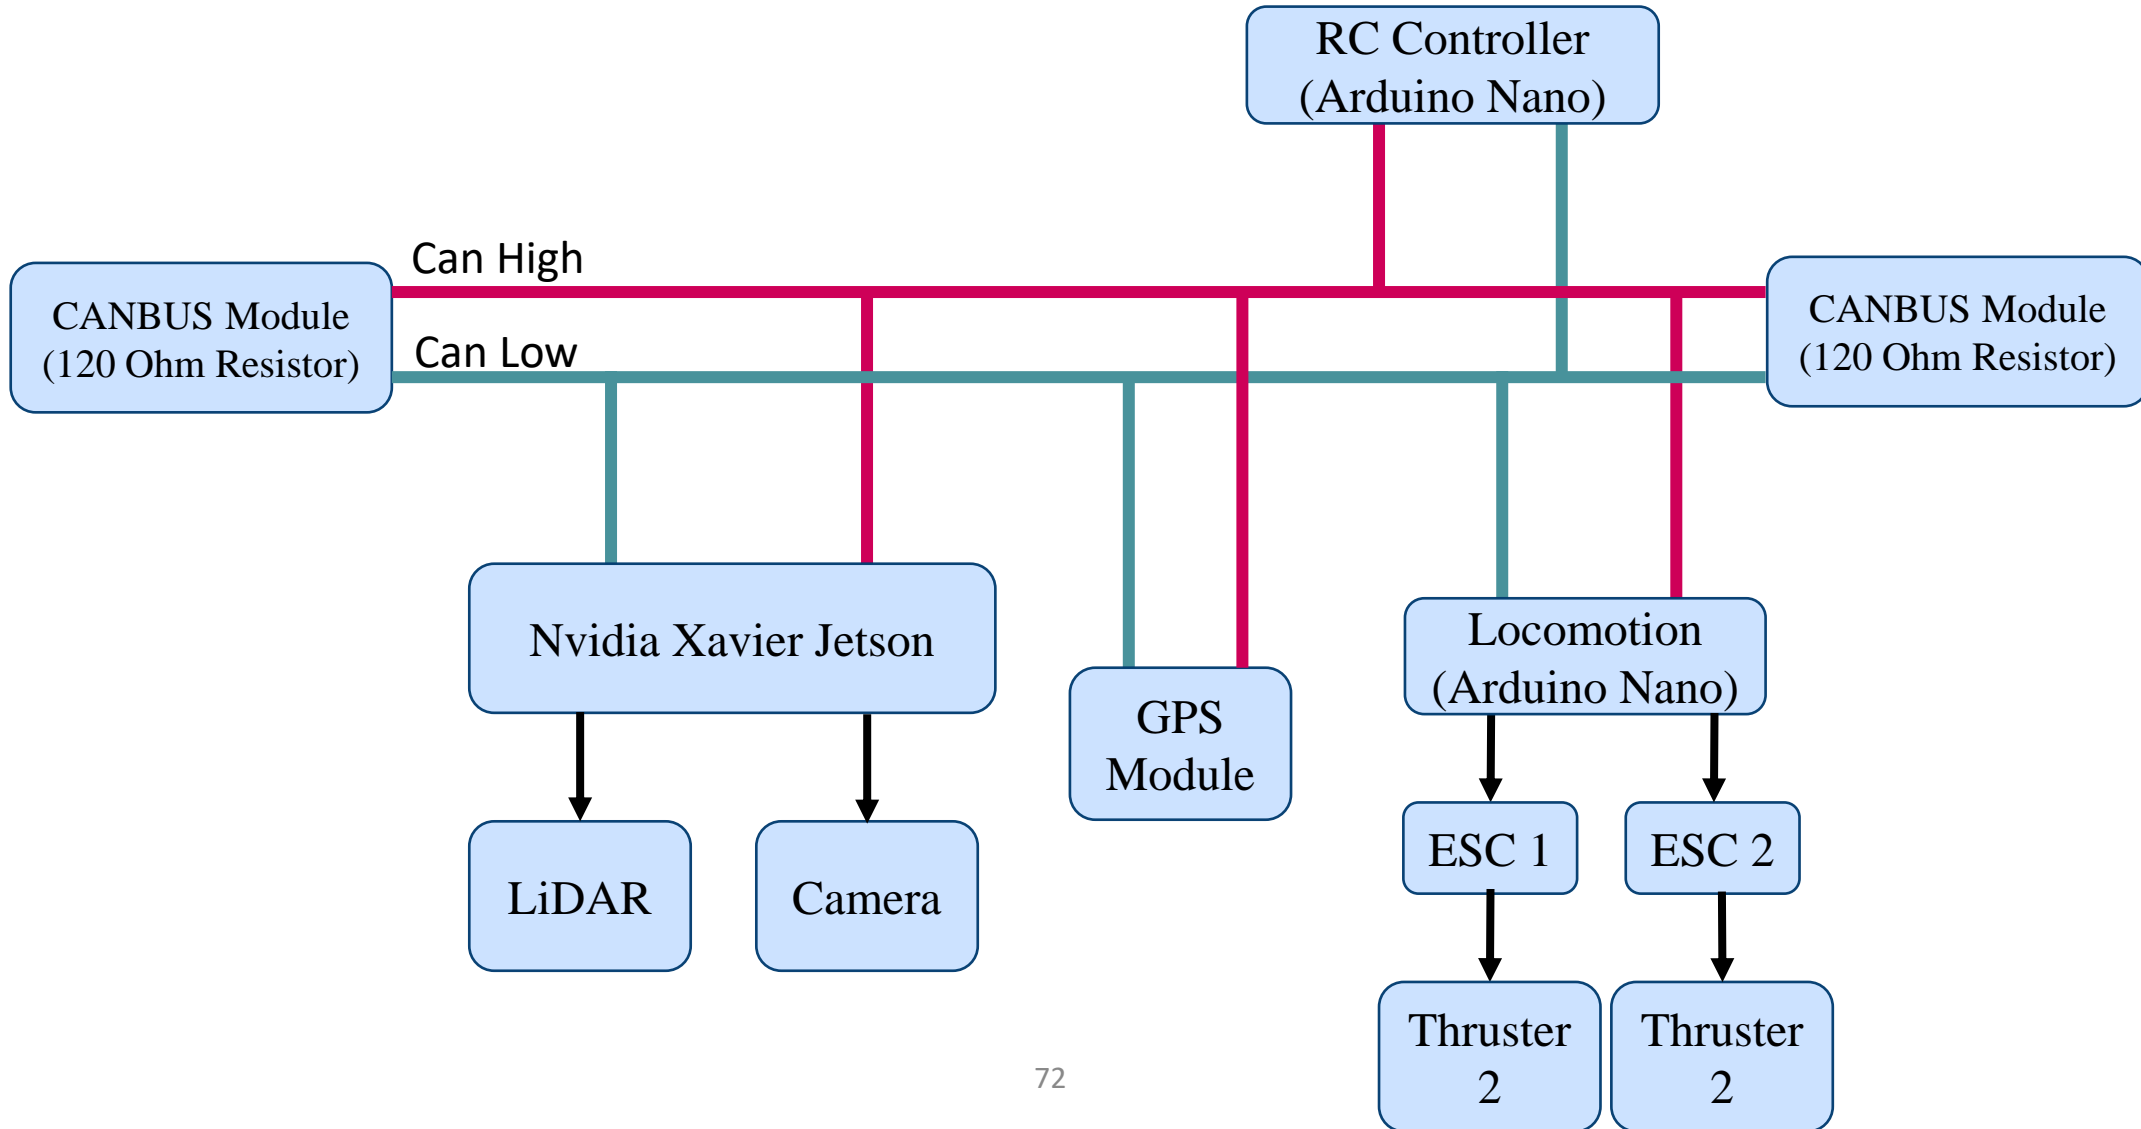 RC Controller
(Arduino Nano)
Can High
CANBUS Module
(120 Ohm Resistor)
Can Low
CANBUS Module
(120 Ohm Resistor)
Nvidia Xavier Jetson
GPS
Module
Locomotion
(Arduino Nano)
LiDAR
Camera
ESC 1
ESC 2
Thruster
2
Thruster
2
72